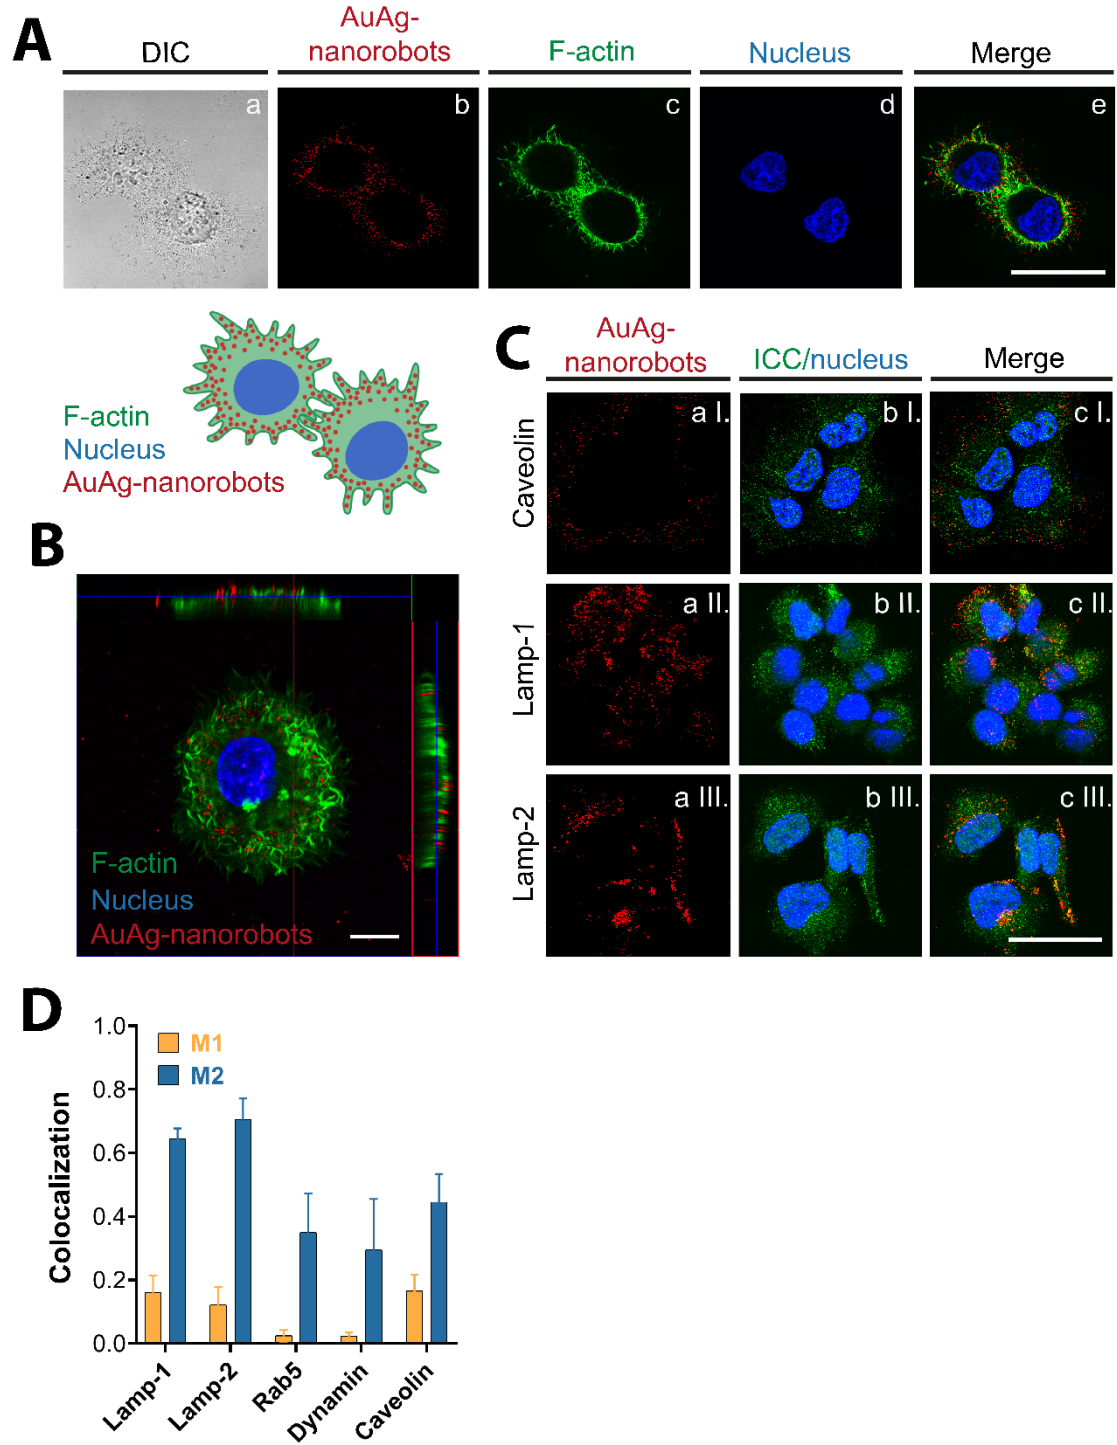 A
DIC
AuAg-
nanorobots
F-actin
Nucleus
Merge
a
b
c
d
e
F-actin
Nucleus
AuAg-nanorobots
B
F-actin
Nucleus
AuAg-nanorobots
C
AuAg-
nanorobots
ICC/nucleus
Merge
Caveolin
a I.
b I.
c I.
Lamp-1
a II.
b II.
c II.
Lamp-2
a III.
b III.
c III.
D
M1
M2
Colocalization
1.0
0.8
0.6
0.4
0.2
0.0
Lamp-1
Lamp-2
Rab5
Dynamin
Caveolin